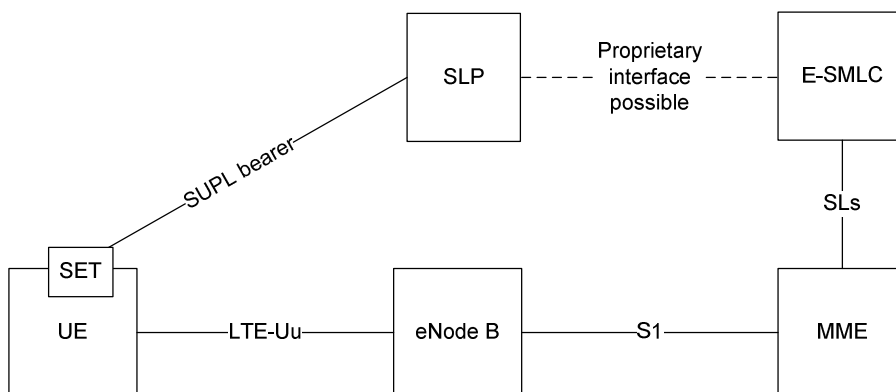 SLP
Proprietary
interface
possible
E-SMLC
SUPL bearer
SLs
SET
UE
LTE-Uu
eNode B
S1
MME